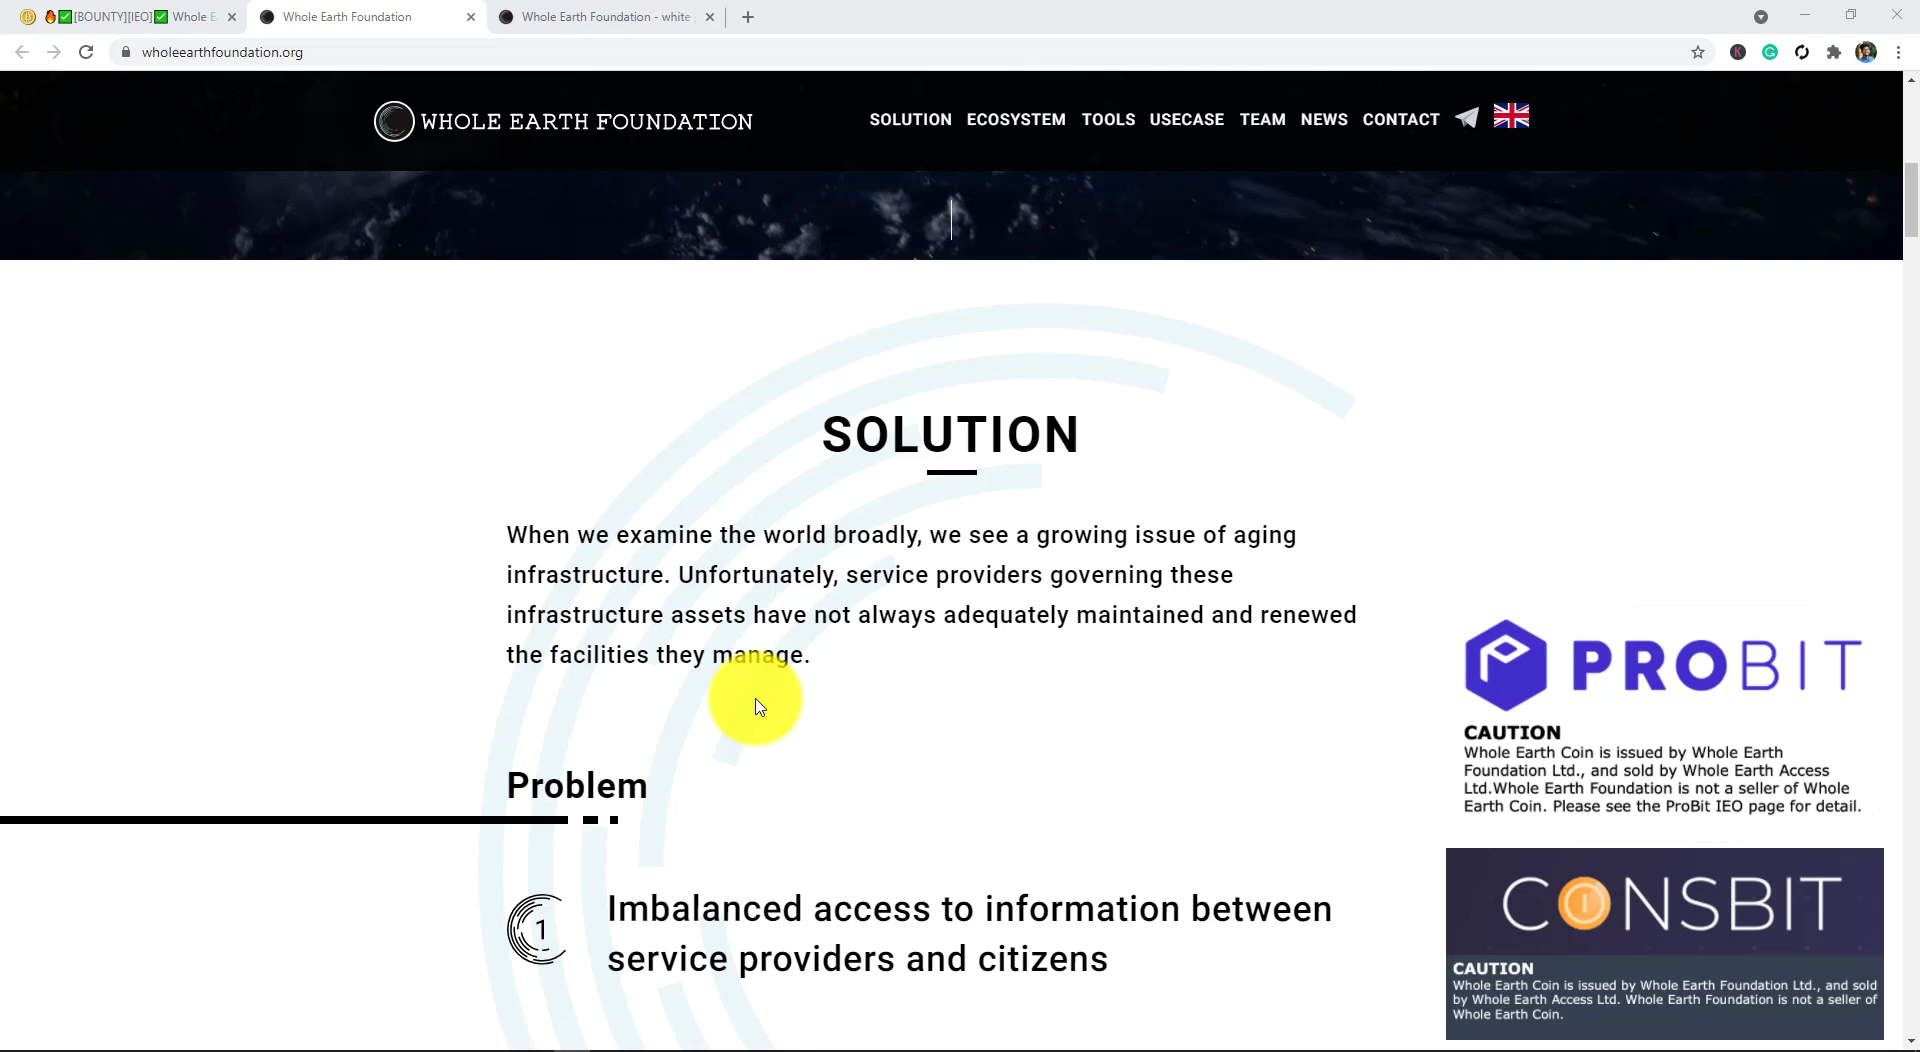 [BOUNTY][IEO] Whole E
Whole Earth Foundation
Whole Earth Foundation - white
wholeearthfoundation.org
WHOLE EARTH FOUNDATION
SOLUTION ECOSYSTEM TOOLS USECASE TEAM NEWS CONTACT
SOLUTION
When we examine the world broadly, we see a growing issue of aging
infrastructure. Unfortunately, service providers governing these
infrastructure assets have not always adequately maintained and renewed
the facilities they manage.
Problem
1
Imbalanced access to information between
service providers and citizens
PROBIT
CAUTION
Whole Earth Coin is issued by Whole Earth
Foundation Ltd., and sold by Whole Earth Access
Ltd.Whole Earth Foundation is not a seller of Whole
Earth Coin. Please see the ProBit IEO page for detail.
CONSBIT
CAUTION
Whole Earth Coin is issued by Whole Earth Foundation Ltd., and sold
by Whole Earth Access Ltd. Whole Earth Foundation is not a seller of
Whole Earth Coin.